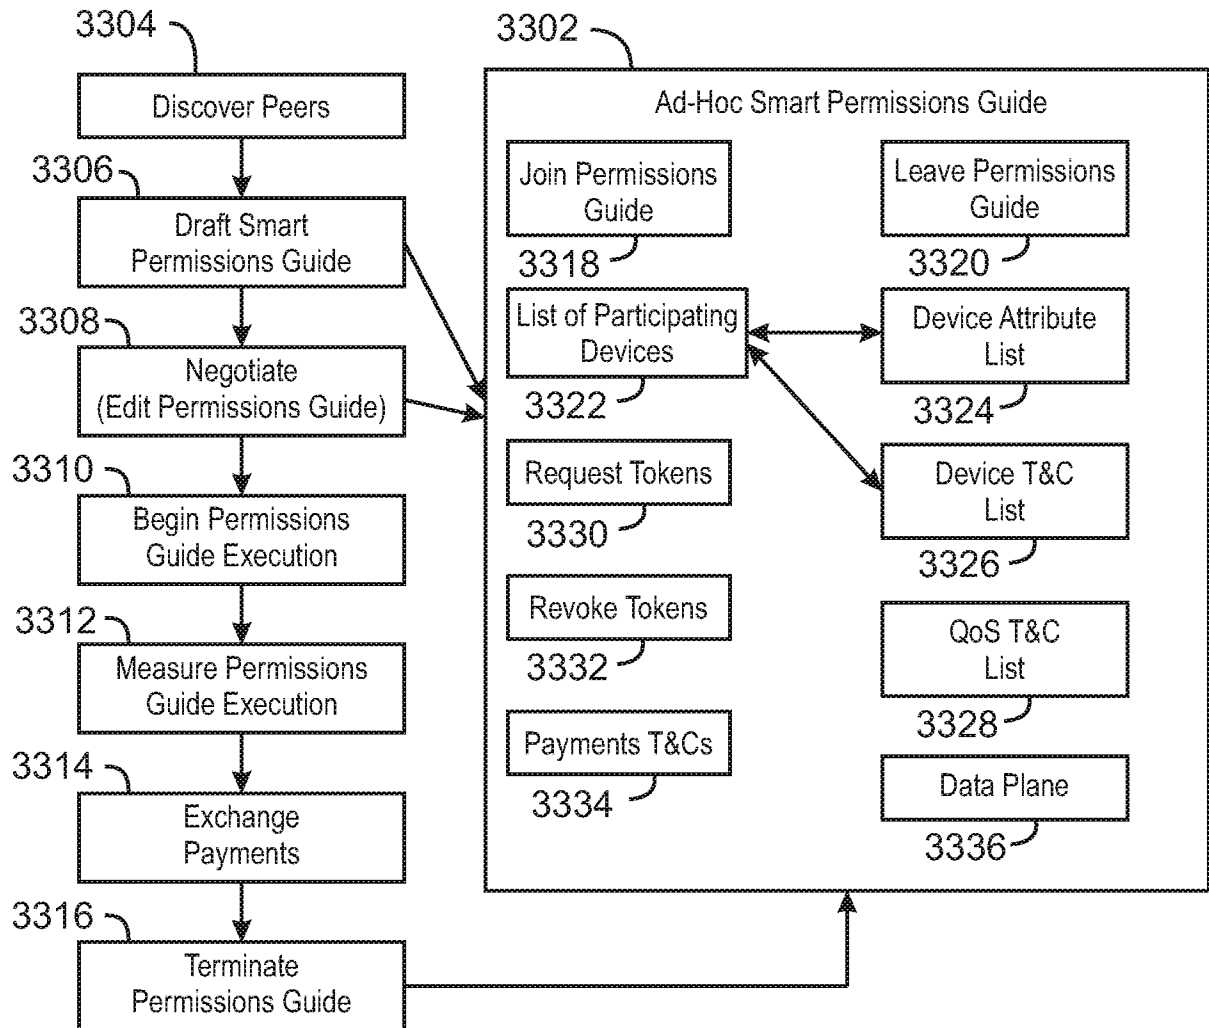 3304
Discover Peers
3306
Draft Smart
Permissions Guide
3308
Negotiate
(Edit Permissions Guide)
3310
Begin Permissions
Guide Execution
3312
Measure Permissions
Guide Execution
3314
Exchange
Payments
3316
Terminate
Permissions Guide
3302
Ad-Hoc Smart Permissions Guide
Join Permissions
Guide
3318
Leave Permissions
Guide
3320
List of Participating
Devices
3322
Device Attribute
List
3324
Request Tokens
3330
Device T&C
List
3326
Revoke Tokens
3332
QoS T&C
List
3328
Payments T&Cs
3334
Data Plane
3336